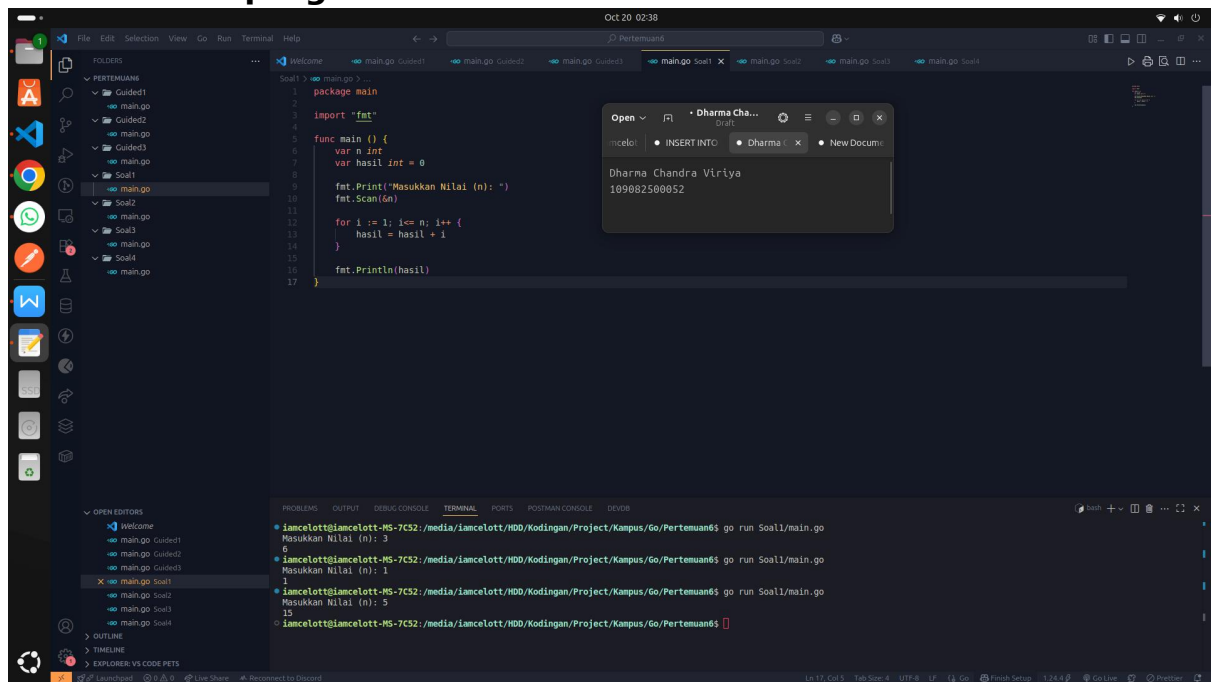 Oct 20 02:38
File Edit Selection View Go Run Terminal Help
Pertemuan6
FOLDERS
PERTEMUAN6
Guided1
main.go
Guided2
main.go
Guided3
main.go
Soal1
main.go
Soal2
main.go
Soal3
main.go
Soal4
main.go
Welcome main.go Guided1 main.go Guided2 main.go Guided3 main.go Soal1 main.go Soal2 main.go Soal3 main.go Soal4
Soal1 > main.go > ...
1 package main
2
3 import "fmt"
4
5 func main () {
6 var n int
7 var hasil int = 0
8
9 fmt.Print("Masukkan Nilai (n): ")
10 fmt.Scan(&n)
11
12 for i := 1; i<= n; i++ {
13 hasil = hasil + i
14 }
15
16 fmt.Println(hasil)
17 }
Open • Dharma Cha...
Draft
mcelot • INSERT INTO • Dharma C • New Docume
Dharma Chandra Viriya
109082500052
OPEN EDITORS
Welcome
main.go Guided1
main.go Guided2
main.go Guided3
main.go Soal1
main.go Soal2
main.go Soal3
main.go Soal4
OUTLINE
TIMELINE
EXPLORER: VS CODE PETS
PROBLEMS OUTPUT DEBUG CONSOLE TERMINAL PORTS POSTMAN CONSOLE DEVDB
bash
iamcelott@iamcelott-MS-7C52:/media/iamcelott/HDD/Kodingan/Project/Kampus/Go/Pertemuan6$ go run Soal1/main.go
Masukkan Nilai (n): 3
6
iamcelott@iamcelott-MS-7C52:/media/iamcelott/HDD/Kodingan/Project/Kampus/Go/Pertemuan6$ go run Soal1/main.go
Masukkan Nilai (n): 1
1
iamcelott@iamcelott-MS-7C52:/media/iamcelott/HDD/Kodingan/Project/Kampus/Go/Pertemuan6$ go run Soal1/main.go
Masukkan Nilai (n): 5
15
iamcelott@iamcelott-MS-7C52:/media/iamcelott/HDD/Kodingan/Project/Kampus/Go/Pertemuan6$
Launchpad 0 0 Live Share Reconnect to Discord Ln 17, Col 5 Tab Size: 4 UTF-8 LF Go Finish Setup 1.24.4 Go Live Prettier